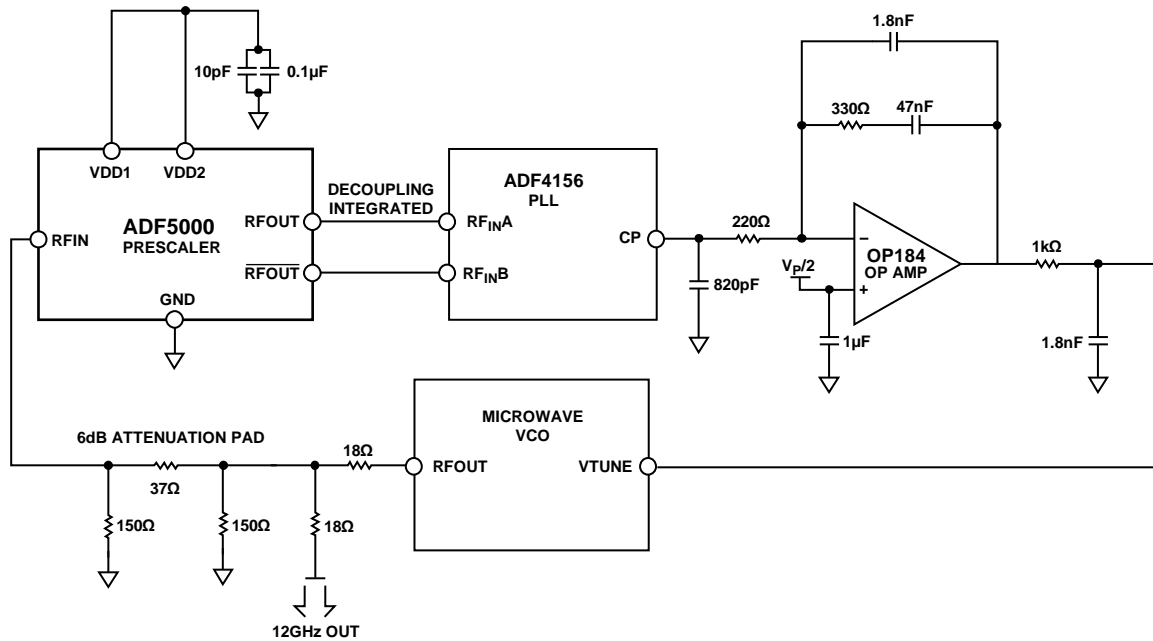 1.8nF
10pF
0.1µF
330Ω
47nF
VDD1
VDD2
DECOUPLING
INTEGRATED
ADF4156
PLL
ADF5000
PRESCALER
RFIN
RFOUT
RFOUT
GND
RFINA
RFINB
CP
220Ω
820pF
VP/2
1µF
−
+
OP184
OP AMP
1kΩ
1.8nF
6dB ATTENUATION PAD
37Ω
150Ω
150Ω
18Ω
18Ω
12GHz OUT
MICROWAVE
VCO
RFOUT
VTUNE